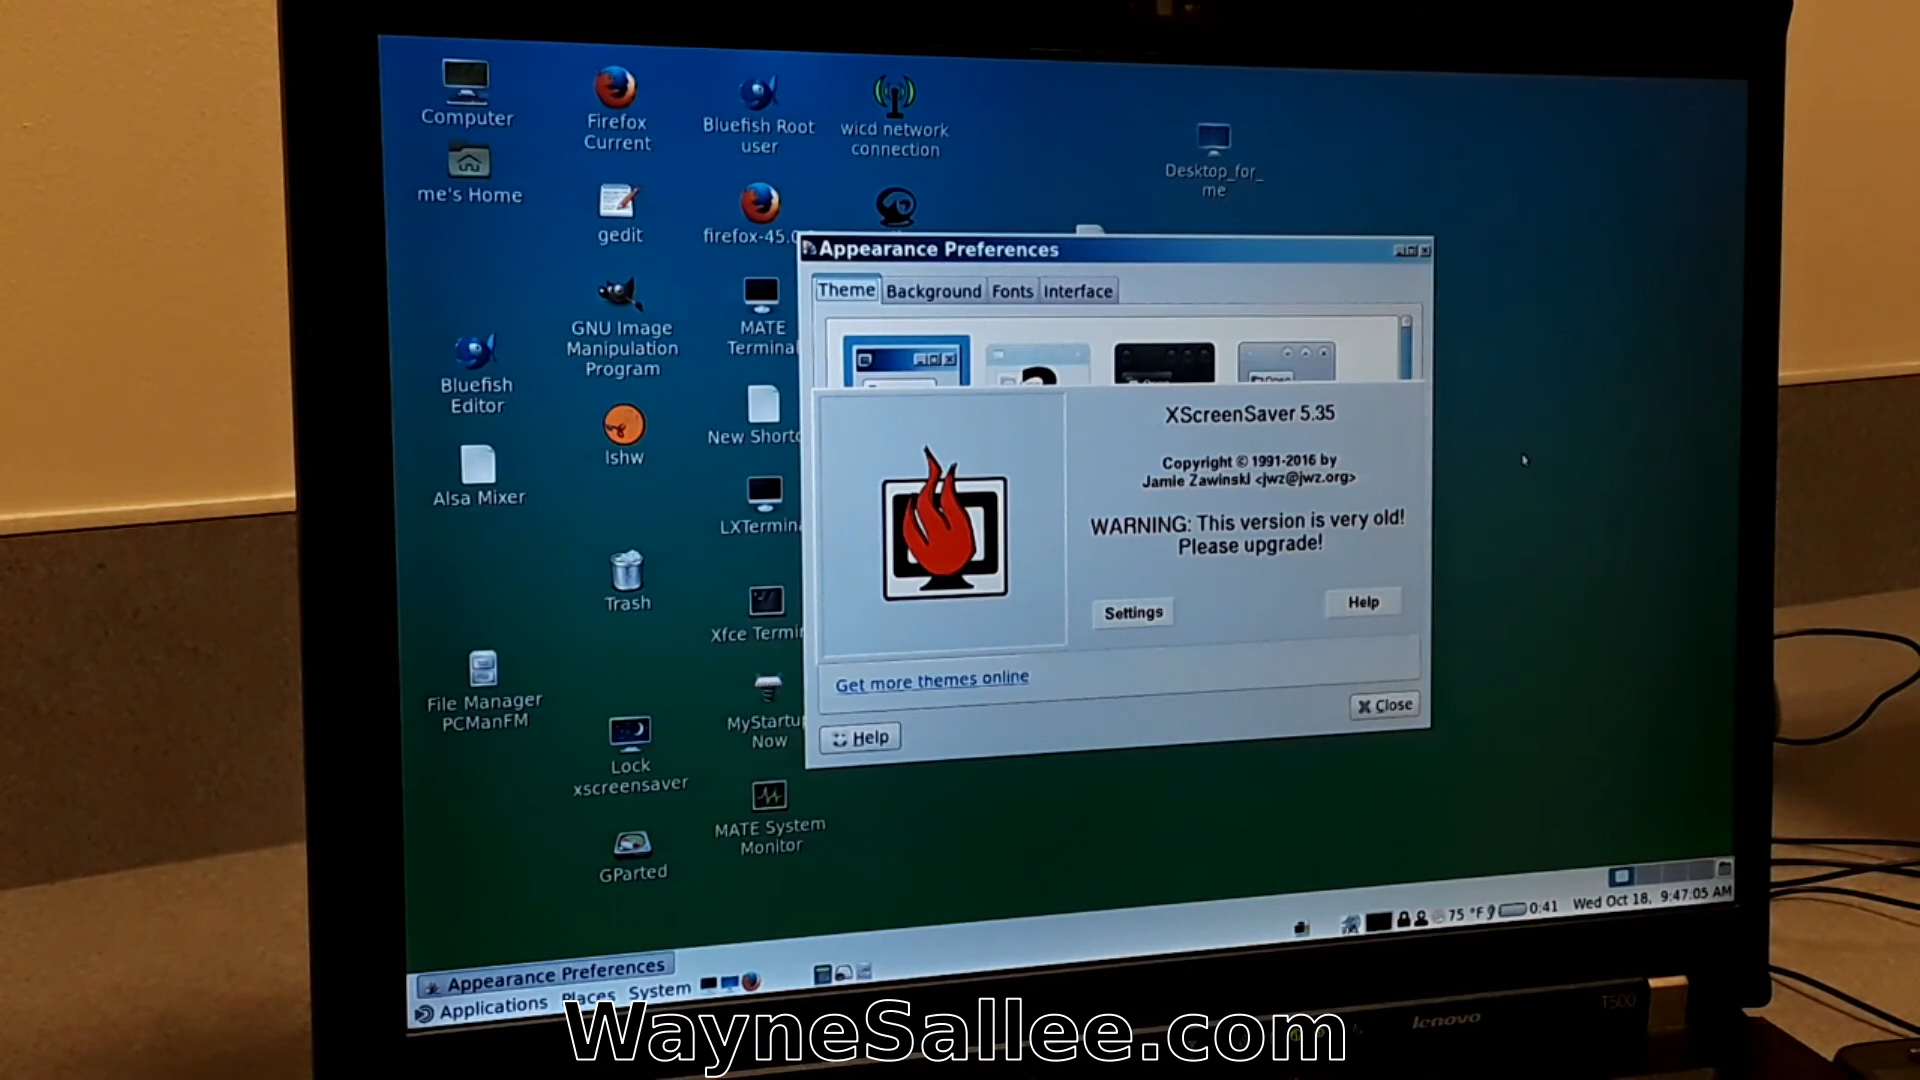 Computer
me's Home
Bluefish
Editor
Alsa Mixer
File Manager
PCManFM
Firefox
Current
gedit
GNU Image
Manipulation
Program
lshw
Trash
Lock
xscreensaver
GParted
Bluefish Root
user
firefox-45.0
MATE
Terminal
New Shortc
LXTermina
Xfce Termi
MyStartu
Now
MATE System
Monitor
wicd network
connection
Desktop_for_
me
Appearance Preferences
Theme Background Fonts Interface
Open
XScreenSaver 5.35
Copyright © 1991-2016 by
Jamie Zawinski <jwz@jwz.org>
WARNING: This version is very old!
Please upgrade!
Settings
Help
Get more themes online
Close
Help
75 °F
0:41
Wed Oct 18, 9:47:05 AM
Appearance Preferences
Applications Places System
lenovo
T500
WayneSallee.com